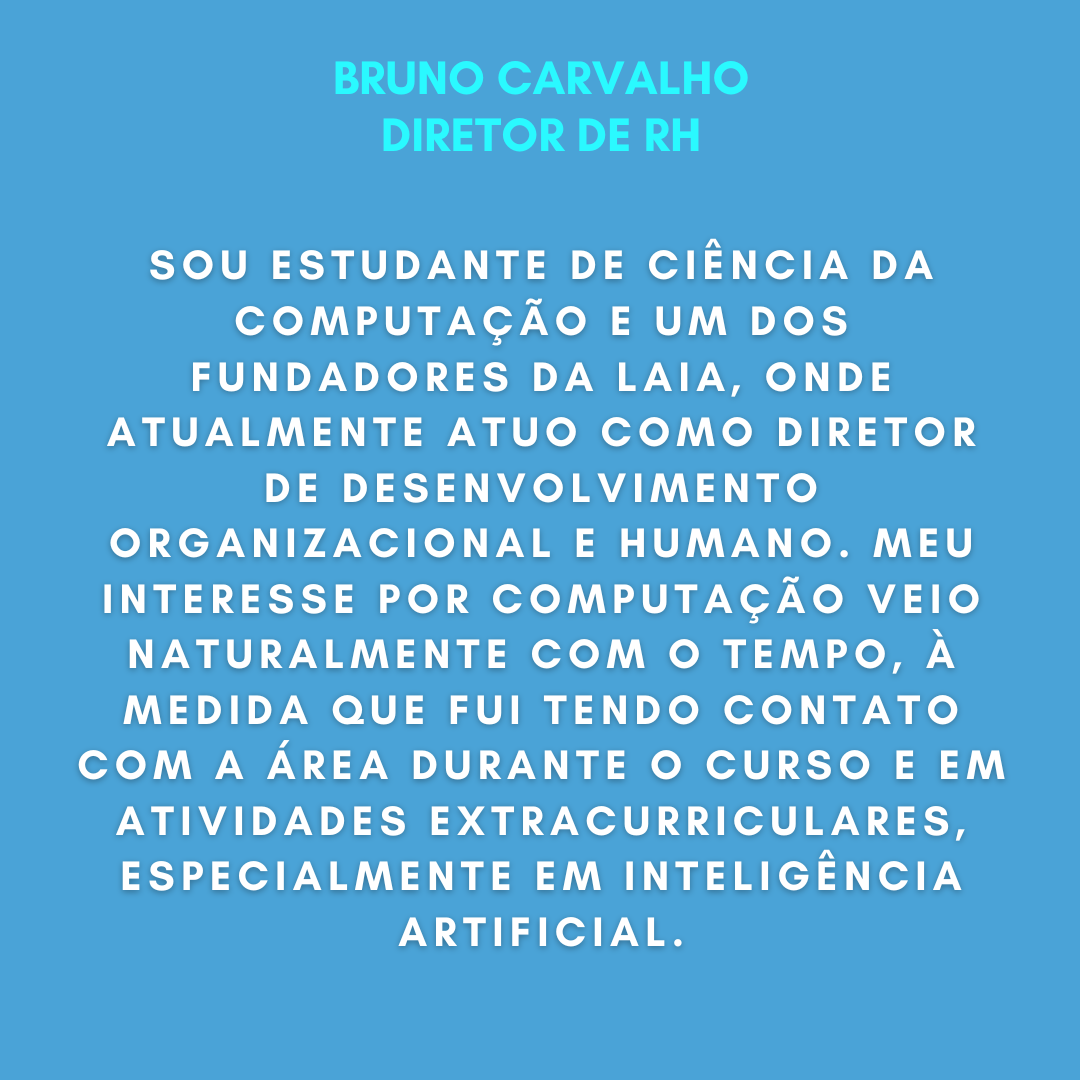 BRUNO CARVALHO
DIRETOR DE RH
SOU ESTUDANTE DE CIÊNCIA DA
COMPUTAÇÃO E UM DOS
FUNDADORES DA LAIA, ONDE
ATUALMENTE ATUO COMO DIRETOR
DE DESENVOLVIMENTO
ORGANIZACIONAL E HUMANO. MEU
INTERESSE POR COMPUTAÇÃO VEIO
NATURALMENTE COM O TEMPO, À
MEDIDA QUE FUI TENDO CONTATO
COM A ÁREA DURANTE O CURSO E EM
ATIVIDADES EXTRACURRICULARES,
ESPECIALMENTE EM INTELIGÊNCIA
ARTIFICIAL.